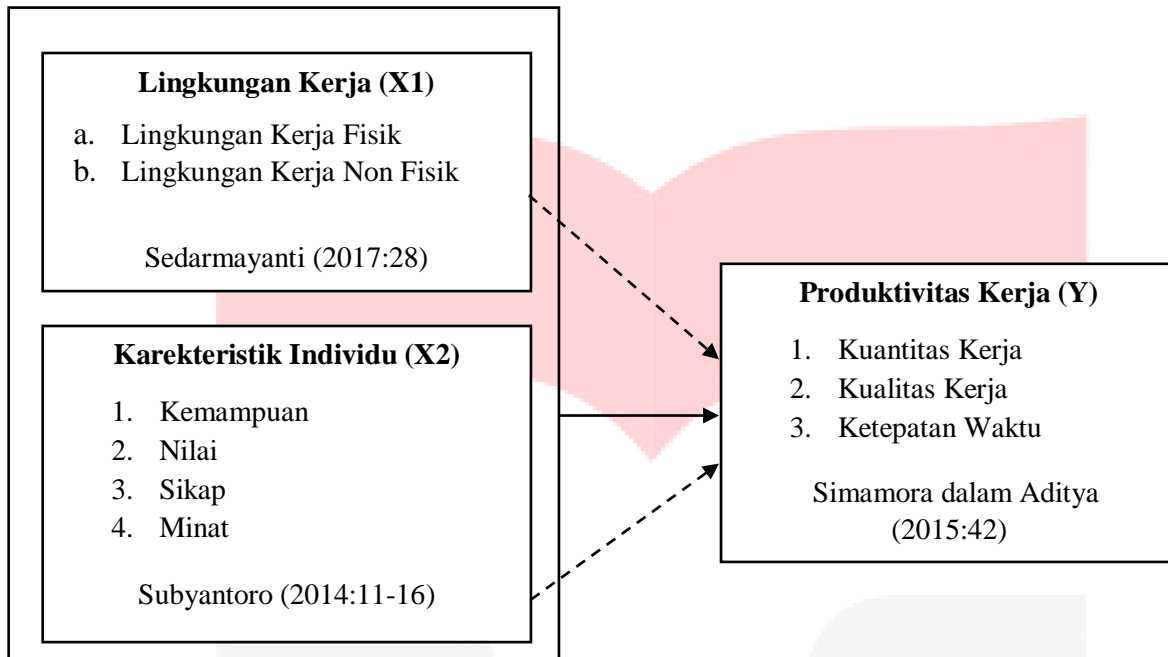 Lingkungan Kerja (X1)
a. Lingkungan Kerja Fisik
b. Lingkungan Kerja Non Fisik
Sedarmayanti (2017:28)
Karekteristik Individu (X2)
1. Kemampuan
2. Nilai
3. Sikap
4. Minat
Subyantoro (2014:11-16)
Produktivitas Kerja (Y)
1. Kuantitas Kerja
2. Kualitas Kerja
3. Ketepatan Waktu
Simamora dalam Aditya
(2015:42)